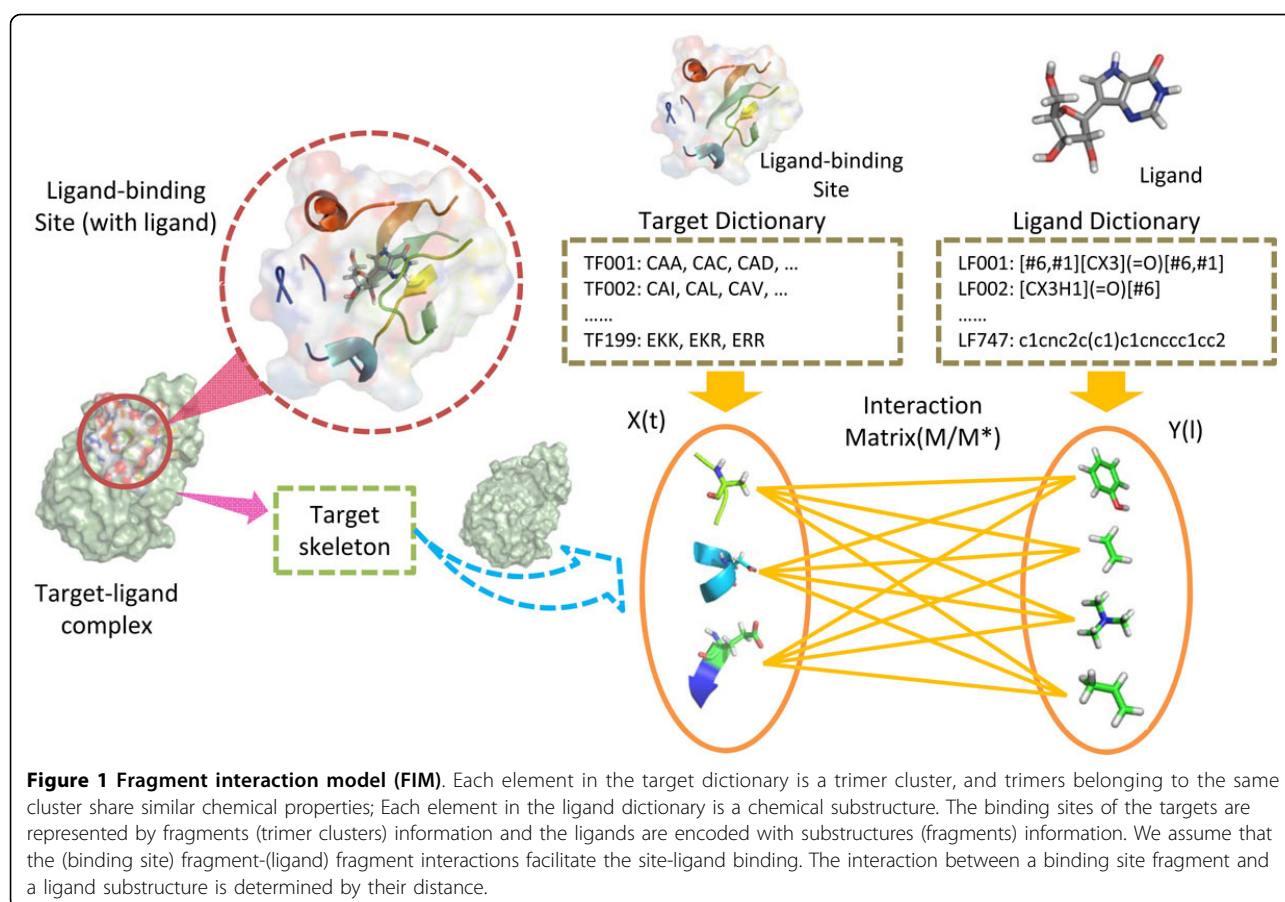 Ligand-binding
Site (with ligand)
Target-ligand
complex
Target
skeleton
Ligand-binding
Site
Ligand
Target Dictionary
TF001: CAA, CAC, CAD, ...
TF002: CAI, CAL, CAV, ...
......
TF199: EKK, EKR, ERR
Ligand Dictionary
LF001: [#6,#1][CX3](=O)[#6,#1]
LF002: [CX3H1](=O)[#6]
......
LF747: c1cnc2c(c1)c1cnccc1cc2
X(t)
Interaction
Matrix(M/M*)
Y(l)
Figure 1 Fragment interaction model (FIM). Each element in the target dictionary is a trimer cluster, and trimers belonging to the same
cluster share similar chemical properties; Each element in the ligand dictionary is a chemical substructure. The binding sites of the targets are
represented by fragments (trimer clusters) information and the ligands are encoded with substructures (fragments) information. We assume that
the (binding site) fragment-(ligand) fragment interactions facilitate the site-ligand binding. The interaction between a binding site fragment and
a ligand substructure is determined by their distance.